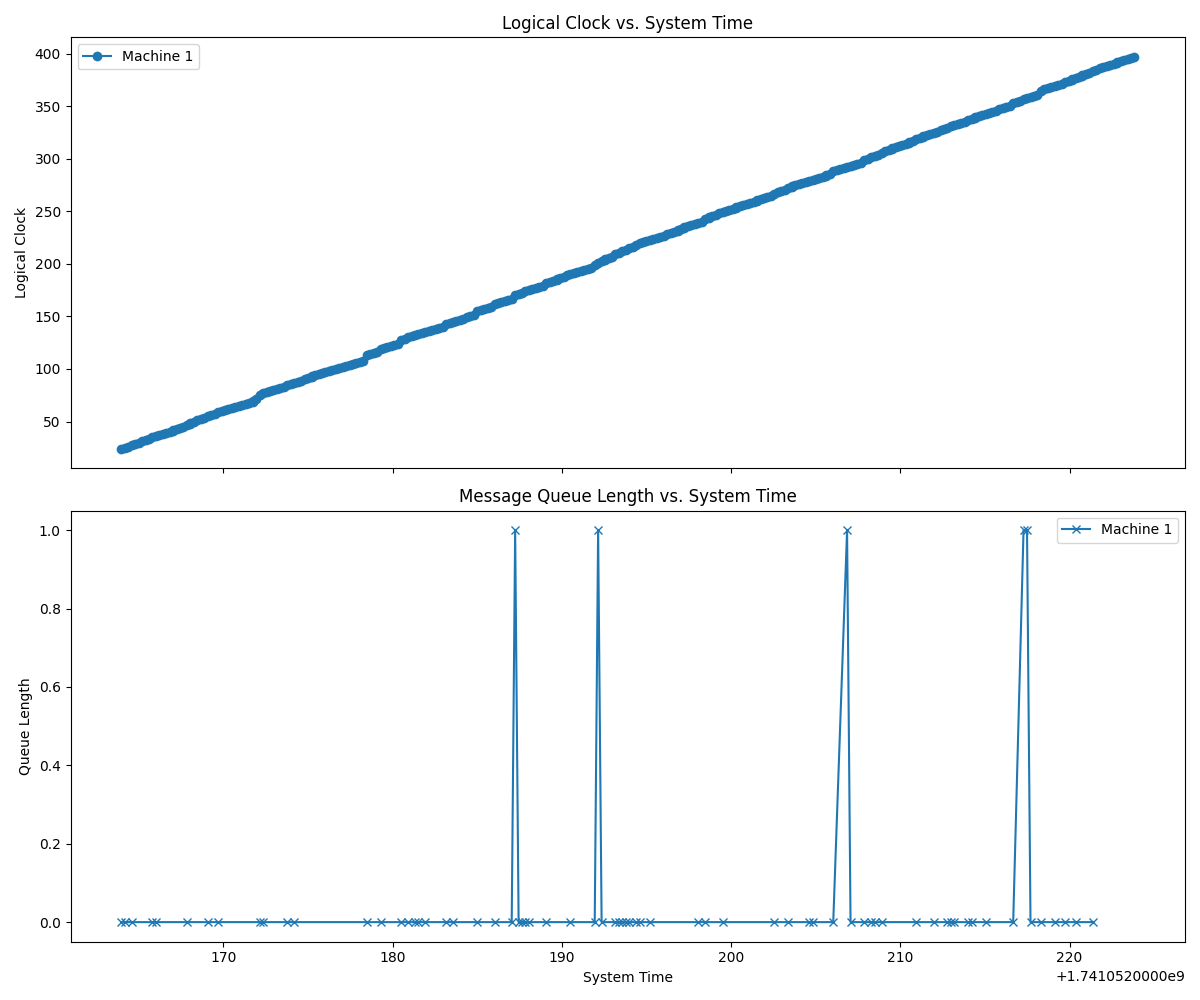 Logical Clock vs. System Time
Machine 1
400
350
300
250
200
150
100
50
Logical Clock
Message Queue Length vs. System Time
Machine 1
1.0
0.8
0.6
0.4
0.2
0.0
Queue Length
170 180 190 200 210 220
System Time
+1.7410520000e9